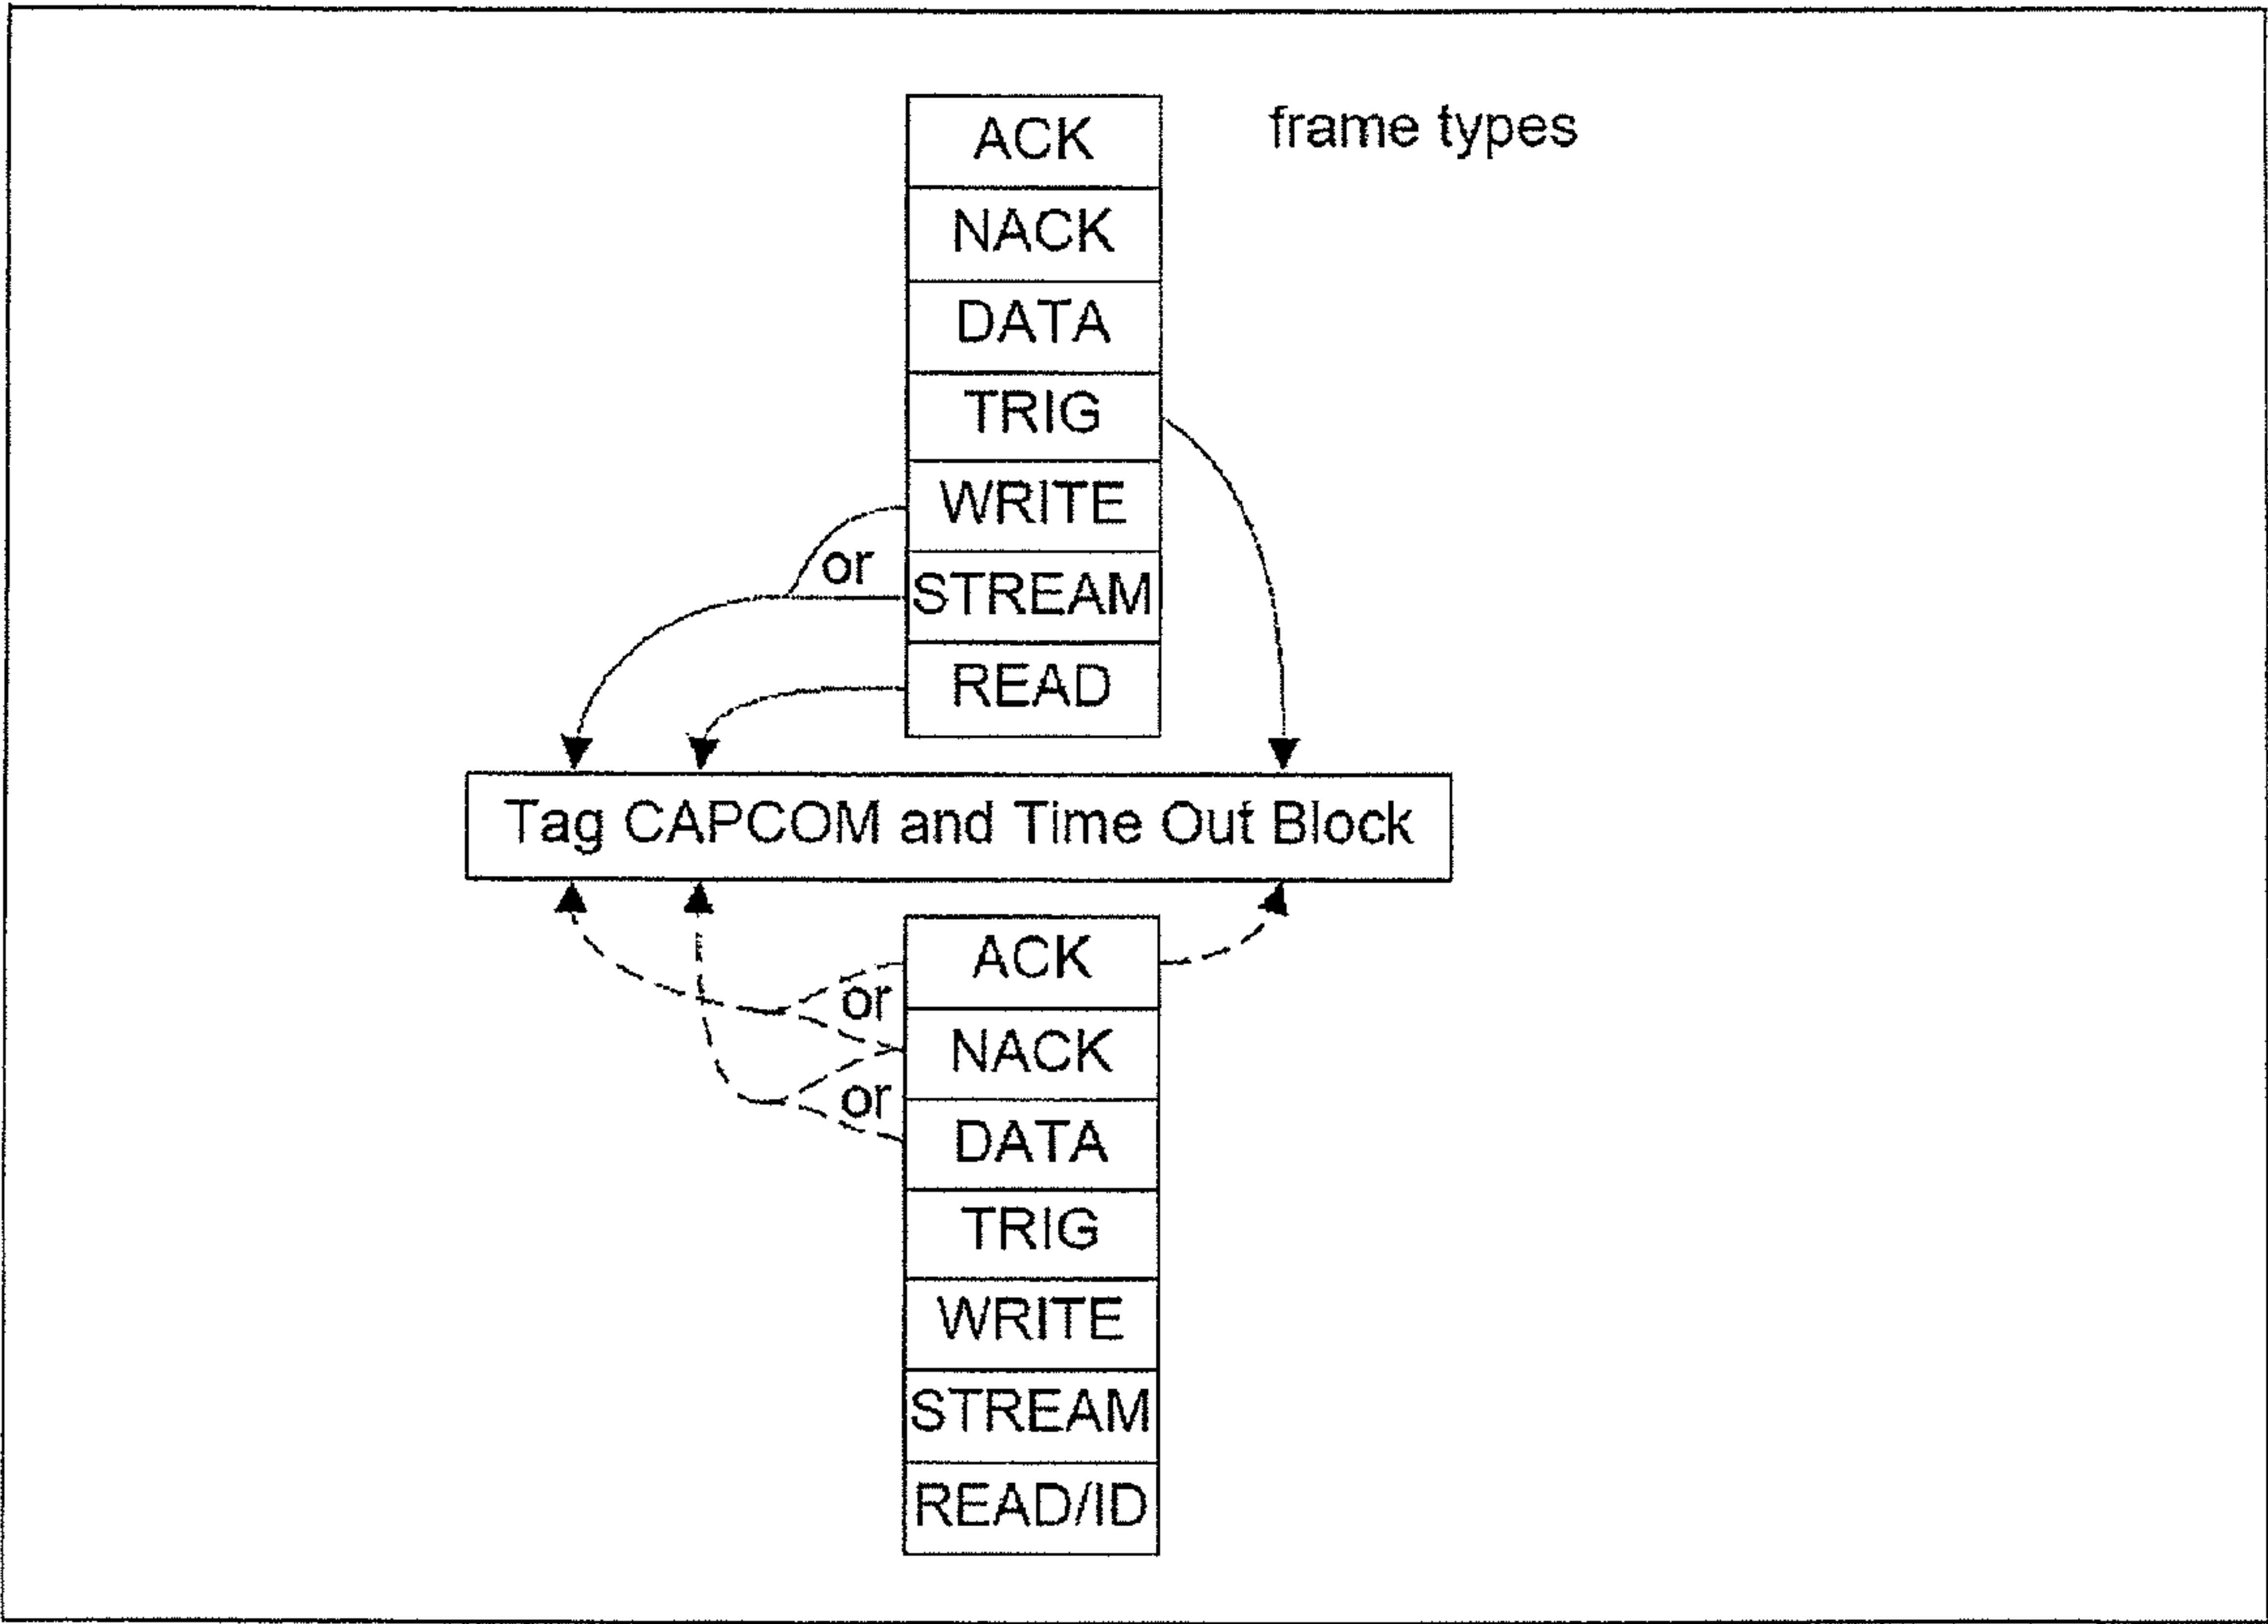 ACK
frame types
NACK
DATA
TRIG
WRITE
or
STREAM
READ
Tag CAPCOM and Time Out Block
ACK
or
NACK
or
DATA
TRIG
WRITE
STREAM
READ/ID